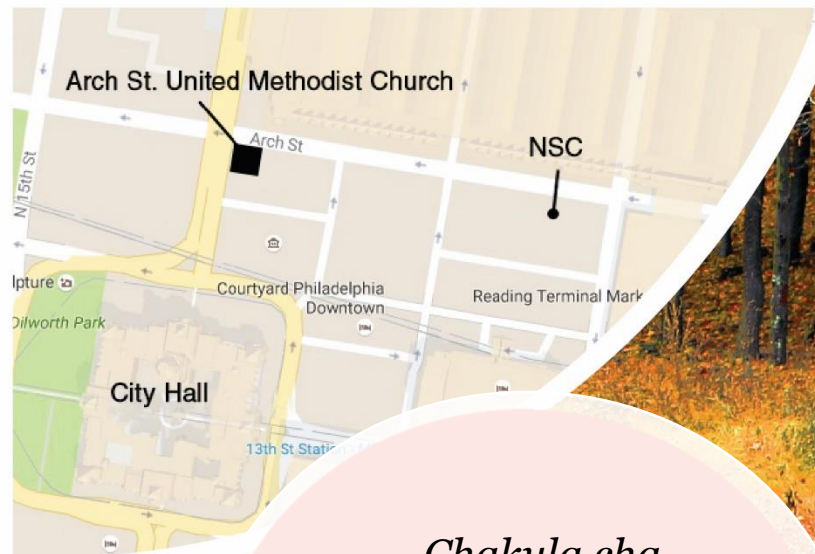 Arch St. United Methodist Church
Arch St
NSC
N 15th St
lpture
Courtyard Philadelphia
Downtown
Reading Terminal Mark
Dilworth Park
City Hall
13th St Station
Chakula cha